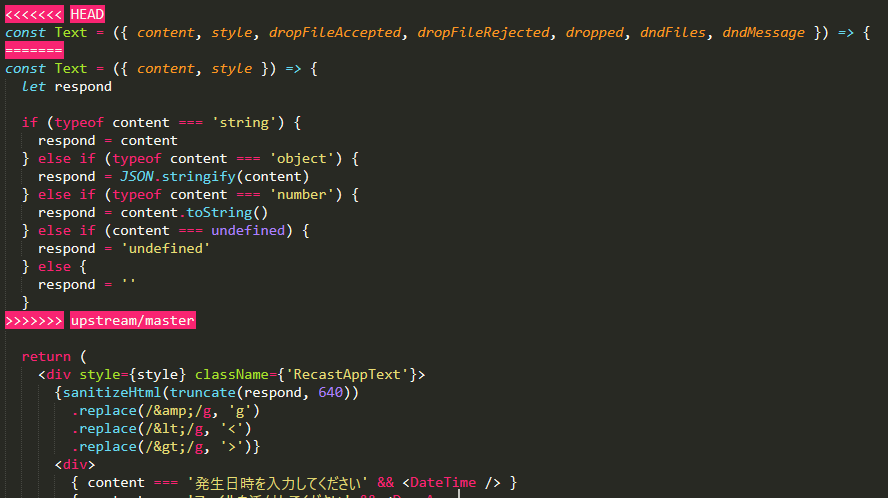 <<<<<<< HEAD
const Text = ({ content, style, dropFileAccepted, dropFileRejected, dropped, dndFiles, dndMessage }) => {
=======
const Text = ({ content, style }) => {
let respond
if (typeof content === 'string') {
respond = content
} else if (typeof content === 'object') {
respond = JSON.stringify(content)
} else if (typeof content === 'number') {
respond = content.toString()
} else if (content === undefined) {
respond = 'undefined'
} else {
respond = ''
}
>>>>>>> upstream/master
return (
<div style={style} className={'RecastAppText'}>
{sanitizeHtml(truncate(respond, 640))
.replace(/&amp;/g, 'g')
.replace(/&lt;/g, '<')
.replace(/&gt;/g, '>')}
<div>
{ content === '発生日時を入力してください' && <DateTime /> }